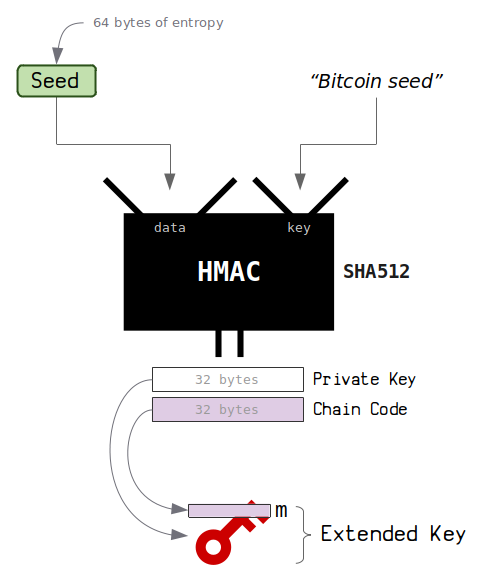 64 bytes of entropy
Seed
“Bitcoin seed”
data
key
HMAC
SHA512
32 bytes
Private Key
32 bytes
Chain Code
m
Extended Key